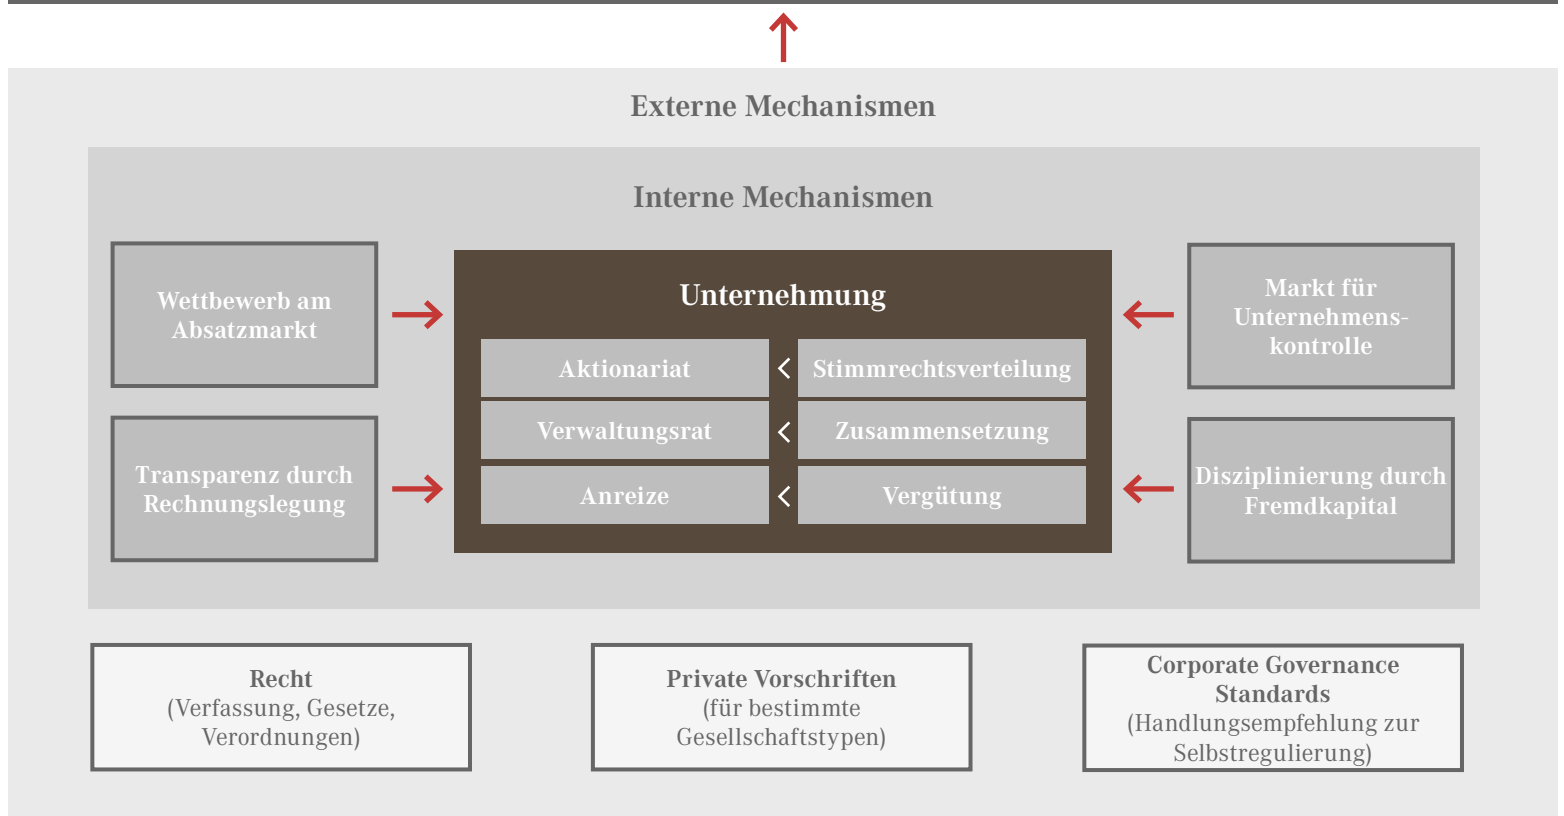 Externe Mechanismen
Interne Mechanismen
Wettbewerb am
Absatzmarkt
Transparenz durch
Rechnungslegung
Unternehmung
Aktionariat
Stimmrechtsverteilung
Verwaltungsrat
Zusammensetzung
Anreize
Vergütung
Markt für
Unternehmens-
kontrolle
Disziplinierung durch
Fremdkapital
Recht
(Verfassung, Gesetze,
Verordnungen)
Private Vorschriften
(für bestimmte
Gesellschaftstypen)
Corporate Governance
Standards
(Handlungsempfehlung zur
Selbstregulierung)